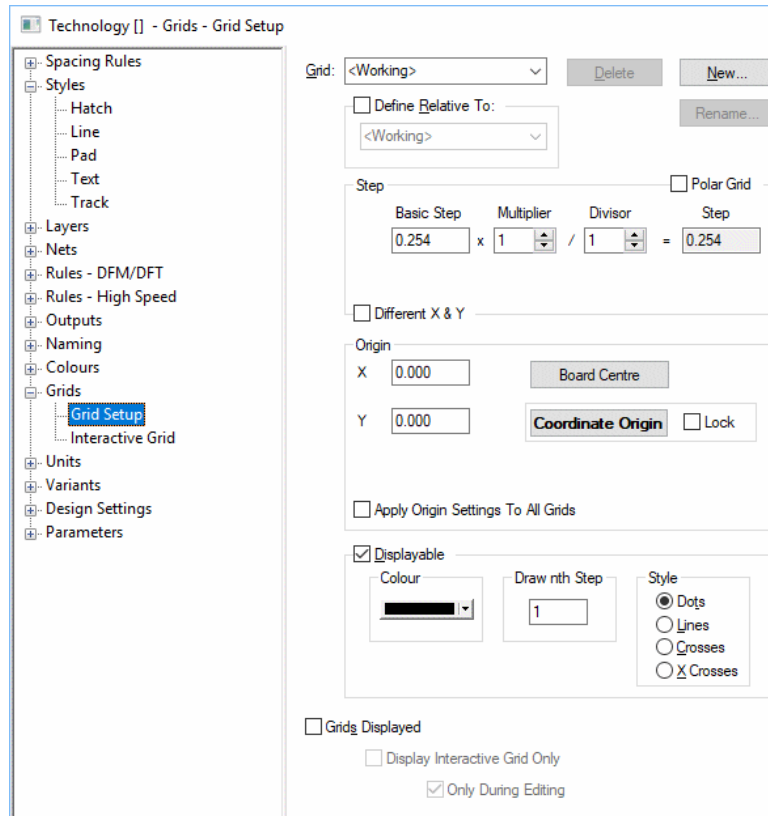 Technology [] - Grids - Grid Setup
Spacing Rules
Styles
Hatch
Line
Pad
Text
Track
Layers
Nets
Rules - DFM/DFT
Rules - High Speed
Outputs
Naming
Colours
Grids
Grid Setup
Interactive Grid
Units
Variants
Design Settings
Parameters
Grid: <Working> Delete New...
Define Relative To: Rename...
<Working>
Step Polar Grid
Basic Step Multiplier Divisor Step
0.254 x 1 / 1 = 0.254
Different X & Y
Origin
X 0.000 Board Centre
Y 0.000 Coordinate Origin Lock
Apply Origin Settings To All Grids
Displayable
Colour Draw nth Step Style
1 Dots
Lines
Crosses
X Crosses
Grids Displayed
Display Interactive Grid Only
Only During Editing